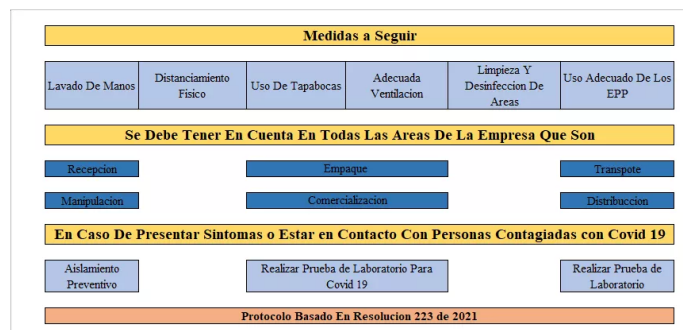 Medidas a Seguir
Lavado De Manos
Distanciamiento
Fisico
Uso De Tapabocas
Adecuada
Ventilacion
Limpieza Y
Desinfeccion De
Areas
Uso Adecuado De Los
EPP
Se Debe Tener En Cuenta En Todas Las Areas De La Empresa Que Son
Recepcion
Empaque
Transpote
Manipulacion
Comercializacion
Distribuccion
En Caso De Presentar Sintomas o Estar en Contacto Con Personas Contagiadas con Covid 19
Aislamiento
Preventivo
Realizar Prueba de Laboratorio Para
Covid 19
Realizar Prueba de
Laboratorio
Protocolo Basado En Resolucion 223 de 2021